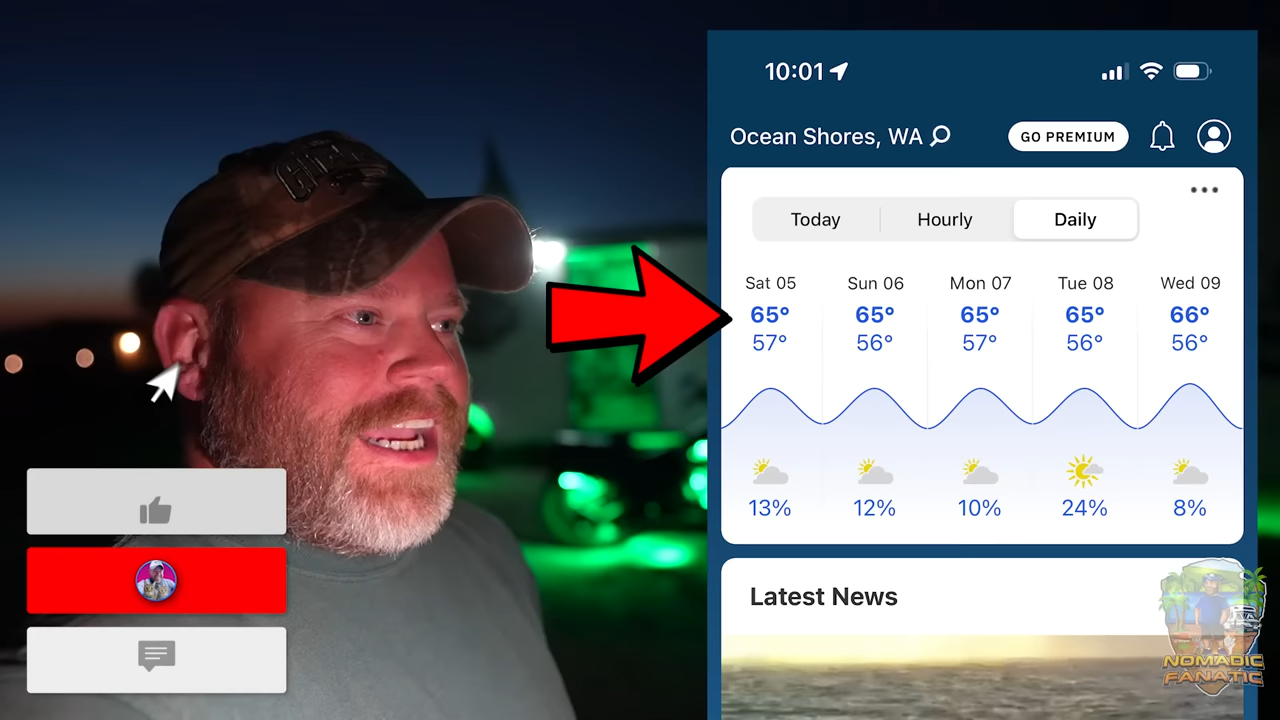 10:01
Ocean Shores, WA
GO PREMIUM
Today Hourly Daily
Sat 05 Sun 06 Mon 07 Tue 08 Wed 09
65° 65° 65° 65° 66°
57° 56° 57° 56° 56°
13% 12% 10% 24% 8%
Latest News
NOMADIC
FANATIC